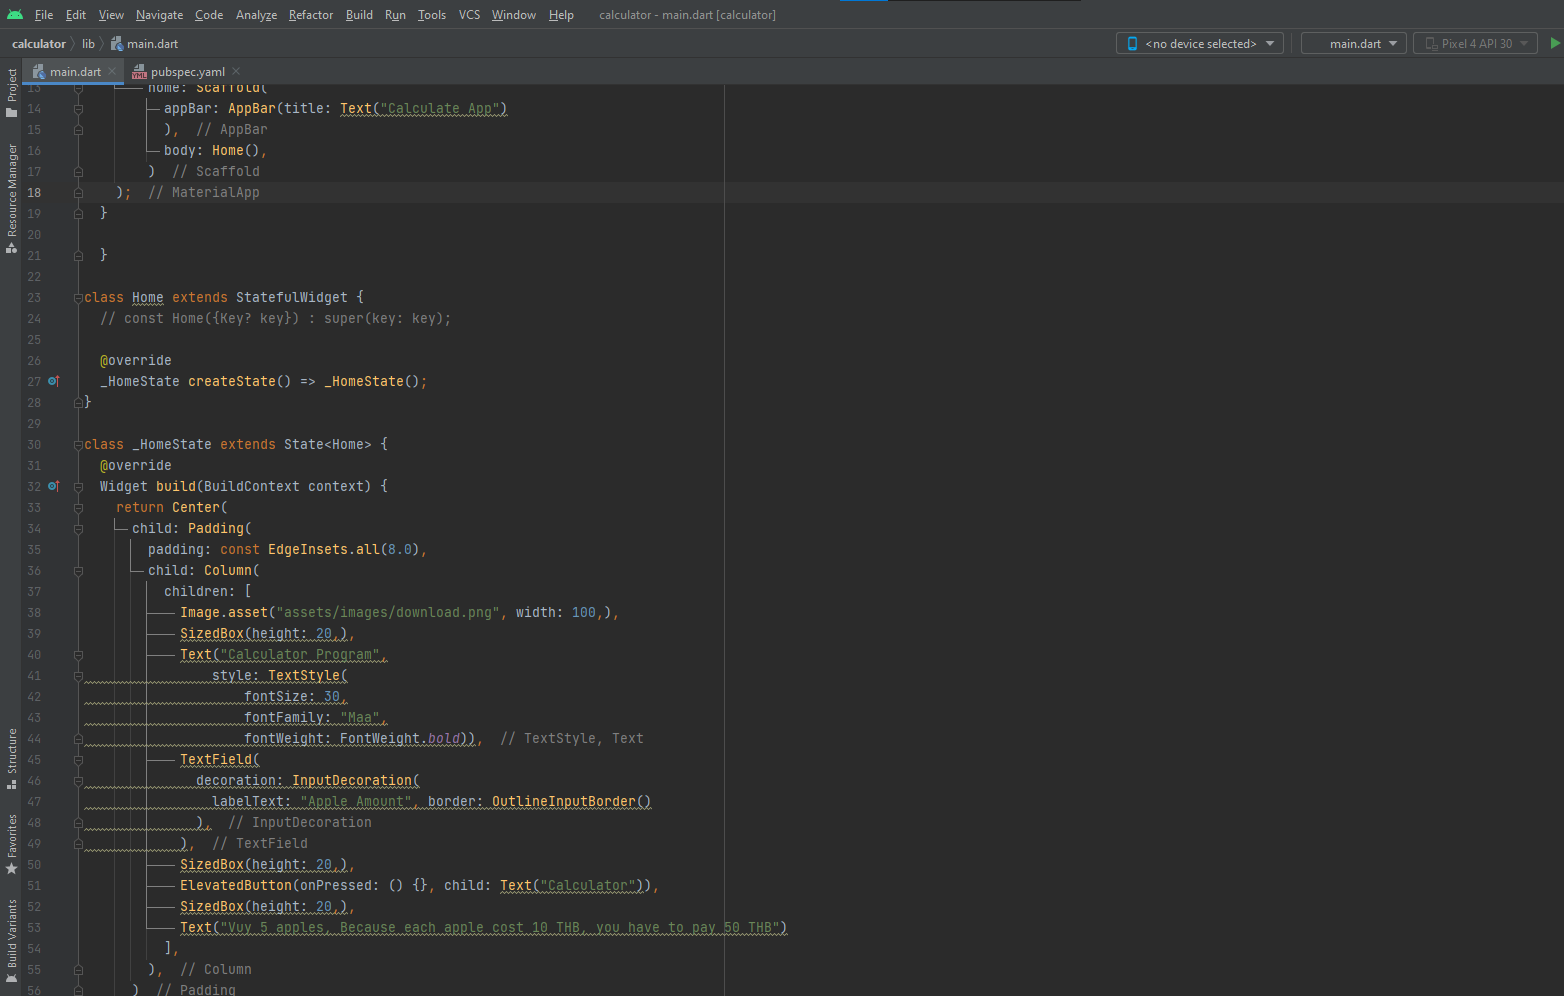 File Edit View Navigate Code Analyze Refactor Build Run Tools VCS Window Help calculator - main.dart [calculator]
calculator lib main.dart <no device selected> main.dart Pixel 4 API 30
main.dart pubspec.yaml
Project
Resource Manager
Structure
Favorites
Build Variants
13 home: Scaffold(
14 appBar: AppBar(title: Text("Calculate App")
15 ), // AppBar
16 body: Home(),
17 ) // Scaffold
18 ); // MaterialApp
19 }
20
21 }
22
23 class Home extends StatefulWidget {
24 // const Home({Key? key}) : super(key: key);
25
26 @override
27 _HomeState createState() => _HomeState();
28 }
29
30 class _HomeState extends State<Home> {
31 @override
32 Widget build(BuildContext context) {
33 return Center(
34 child: Padding(
35 padding: const EdgeInsets.all(8.0),
36 child: Column(
37 children: [
38 Image.asset("assets/images/download.png", width: 100,),
39 SizedBox(height: 20,),
40 Text("Calculator Program",
41 style: TextStyle(
42 fontSize: 30,
43 fontFamily: "Maa",
44 fontWeight: FontWeight.bold)), // TextStyle, Text
45 TextField(
46 decoration: InputDecoration(
47 labelText: "Apple Amount", border: OutlineInputBorder()
48 ), // InputDecoration
49 ), // TextField
50 SizedBox(height: 20,),
51 ElevatedButton(onPressed: () {}, child: Text("Calculator")),
52 SizedBox(height: 20,),
53 Text("Vuy 5 apples, Because each apple cost 10 THB, you have to pay 50 THB")
54 ],
55 ), // Column
56 ) // Padding